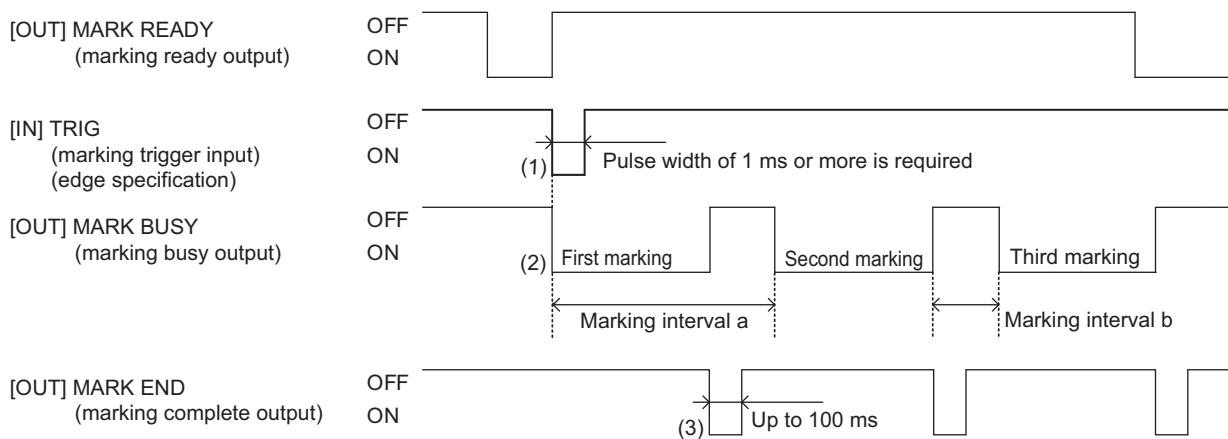 [OUT] MARK READY OFF
(marking ready output) ON
[IN] TRIG OFF
(marking trigger input) ON
(edge specification)
(1) Pulse width of 1 ms or more is required
[OUT] MARK BUSY OFF
(marking busy output) ON
(2) First marking Second marking Third marking
Marking interval a Marking interval b
[OUT] MARK END OFF
(marking complete output) ON
(3) Up to 100 ms